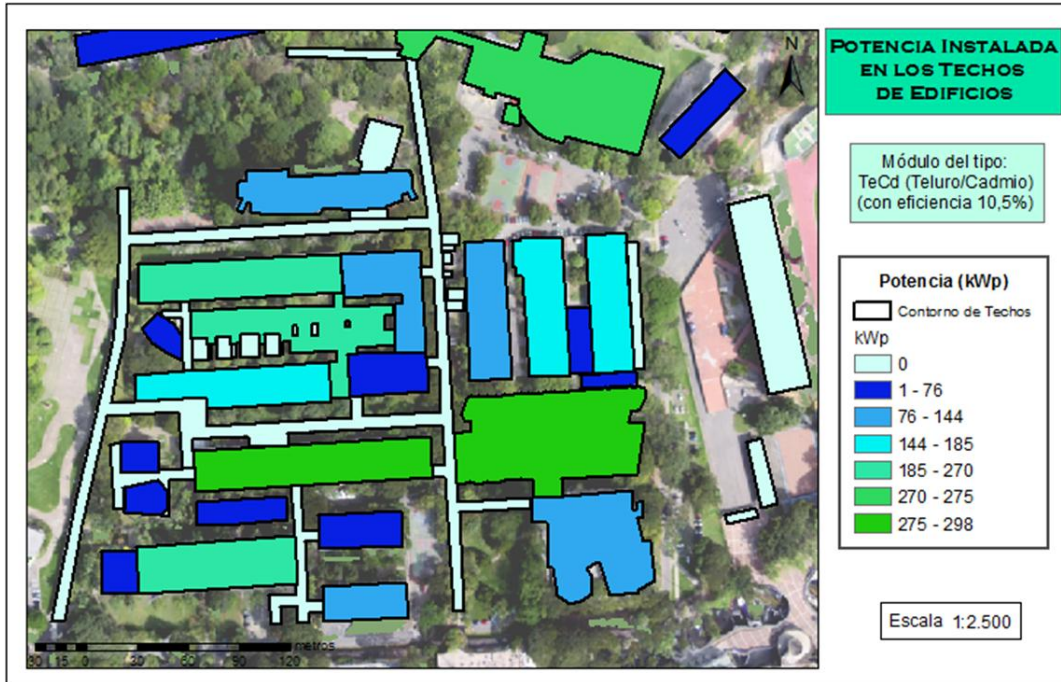 N
POTENCIA INSTALADA
EN LOS TECHOS
DE EDIFICIOS
Módulo del tipo:
TeCd (Teluro/Cadmio)
(con eficiencia 10,5%)
Potencia (kWp)
Contorno de Techos
kWp
0
1 - 76
76 - 144
144 - 185
185 - 270
270 - 275
275 - 298
Escala 1:2.500
metros
30 15 0 30 60 90 120